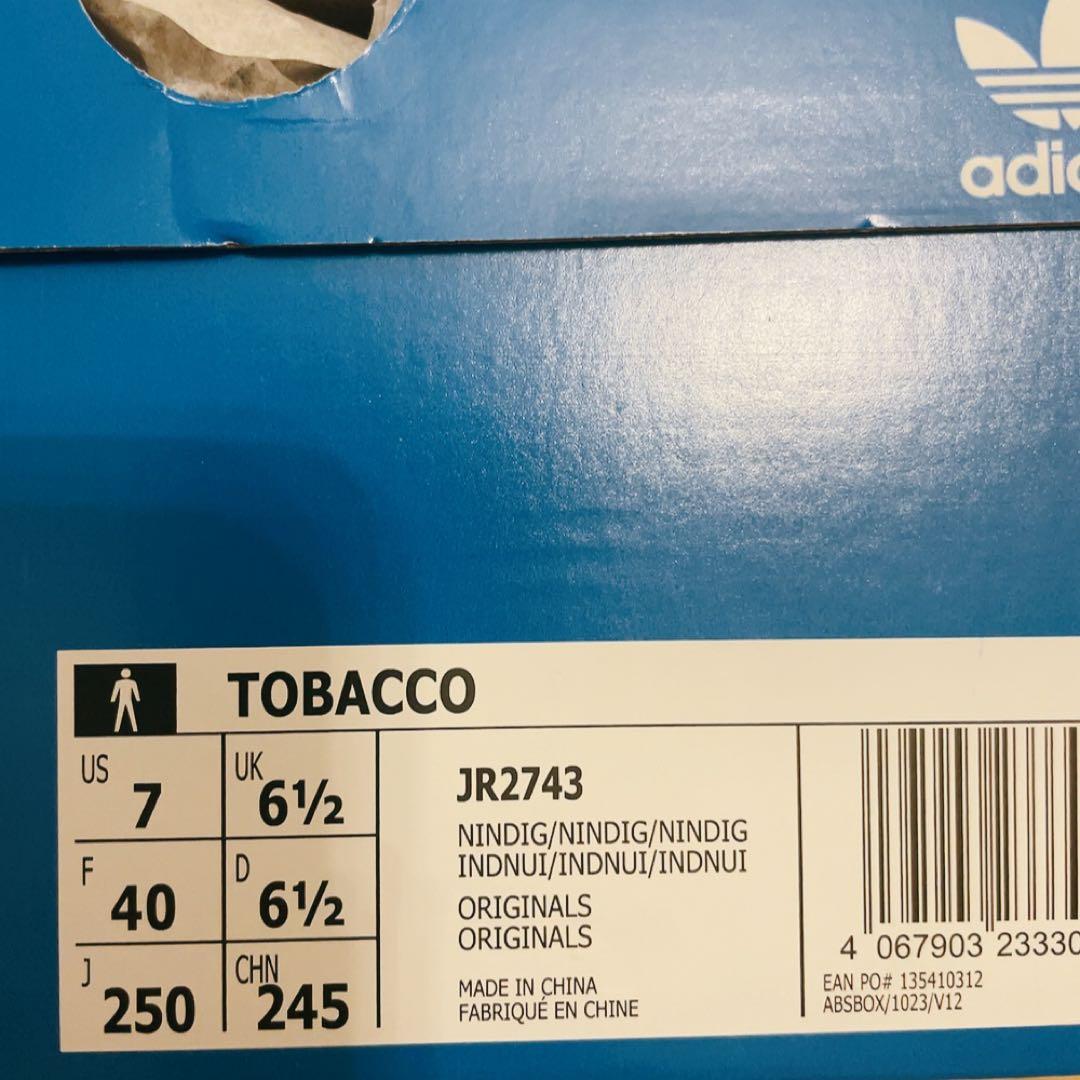 TOBACCO
US 7
UK 6½
F 40
D 6½
J 250
CHN 245
JR2743
NINDIG/NINDIG/NINDIG
INDNUI/INDNUI/INDNUI
ORIGINALS
ORIGINALS
MADE IN CHINA
FABRIQUÉ EN CHINE
4 067903 23330
EAN PO# 135410312
ABSBOX/1023/V12